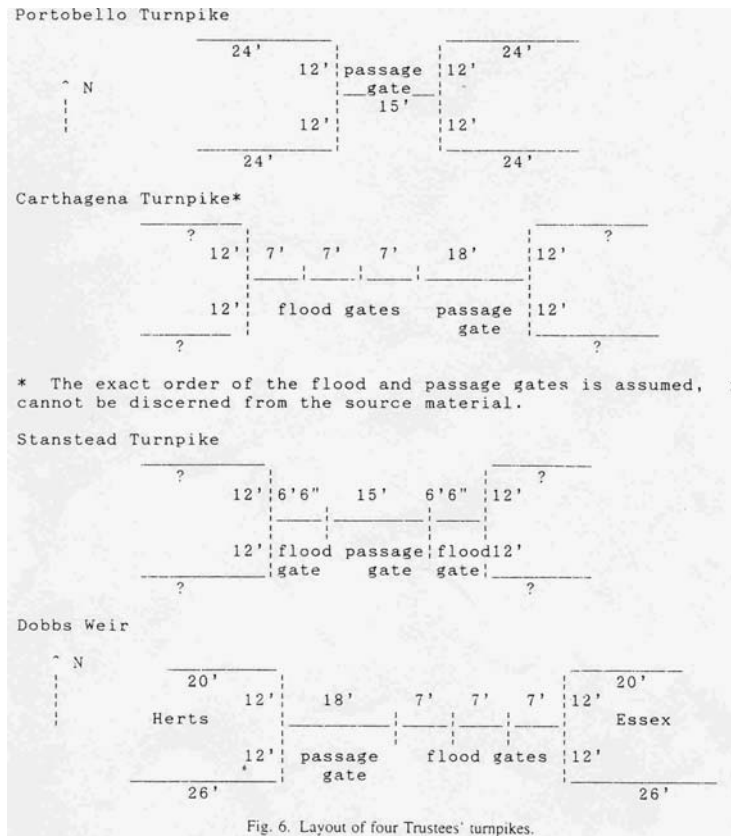 Portobello Turnpike
24' 24'
N 12' passage 12'
gate
15'
12' 12'
24' 24'
Carthagena Turnpike*
? ?
12' 7' 7' 7' 18' 12'
12' flood gates passage 12'
gate
? ?
* The exact order of the flood and passage gates is assumed,
cannot be discerned from the source material.
Stanstead Turnpike
? ?
12' 6'6" 15' 6'6" 12'
12' flood passage flood 12'
gate gate gate
? ?
Dobbs Weir
N
20' 20'
12' 18' 7' 7' 7' 12'
Herts Essex
12' passage flood gates 12'
gate
26' 26'
Fig. 6. Layout of four Trustees' turnpikes.